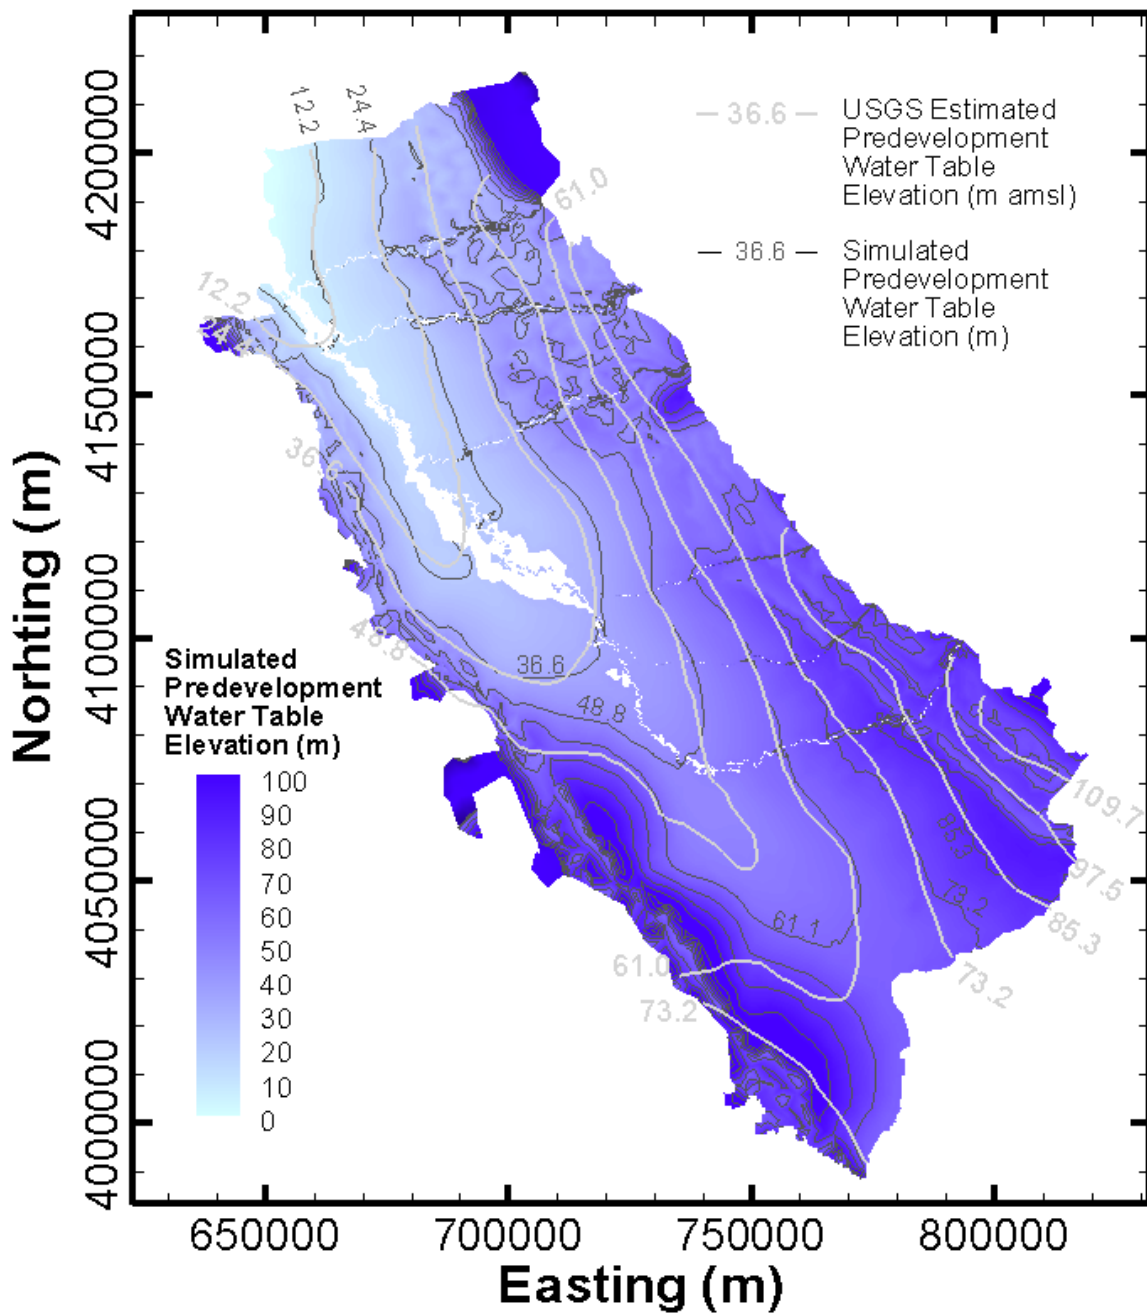 12.2
24.4
— 36.6 —
USGS Estimated
Predevelopment
Water Table
Elevation (m amsl)
61.0
— 36.6 —
Simulated
Predevelopment
Water Table
Elevation (m)
12.2
36.6
48.8
36.6
48.8
Simulated
Predevelopment
Water Table
Elevation (m)
100
90
80
70
60
50
40
30
20
10
0
109.7
97.5
85.3
85.3
73.2
73.2
61.1
61.0
73.2
4200000
4150000
4100000
4050000
4000000
Norhting (m)
650000
700000
750000
800000
Easting (m)